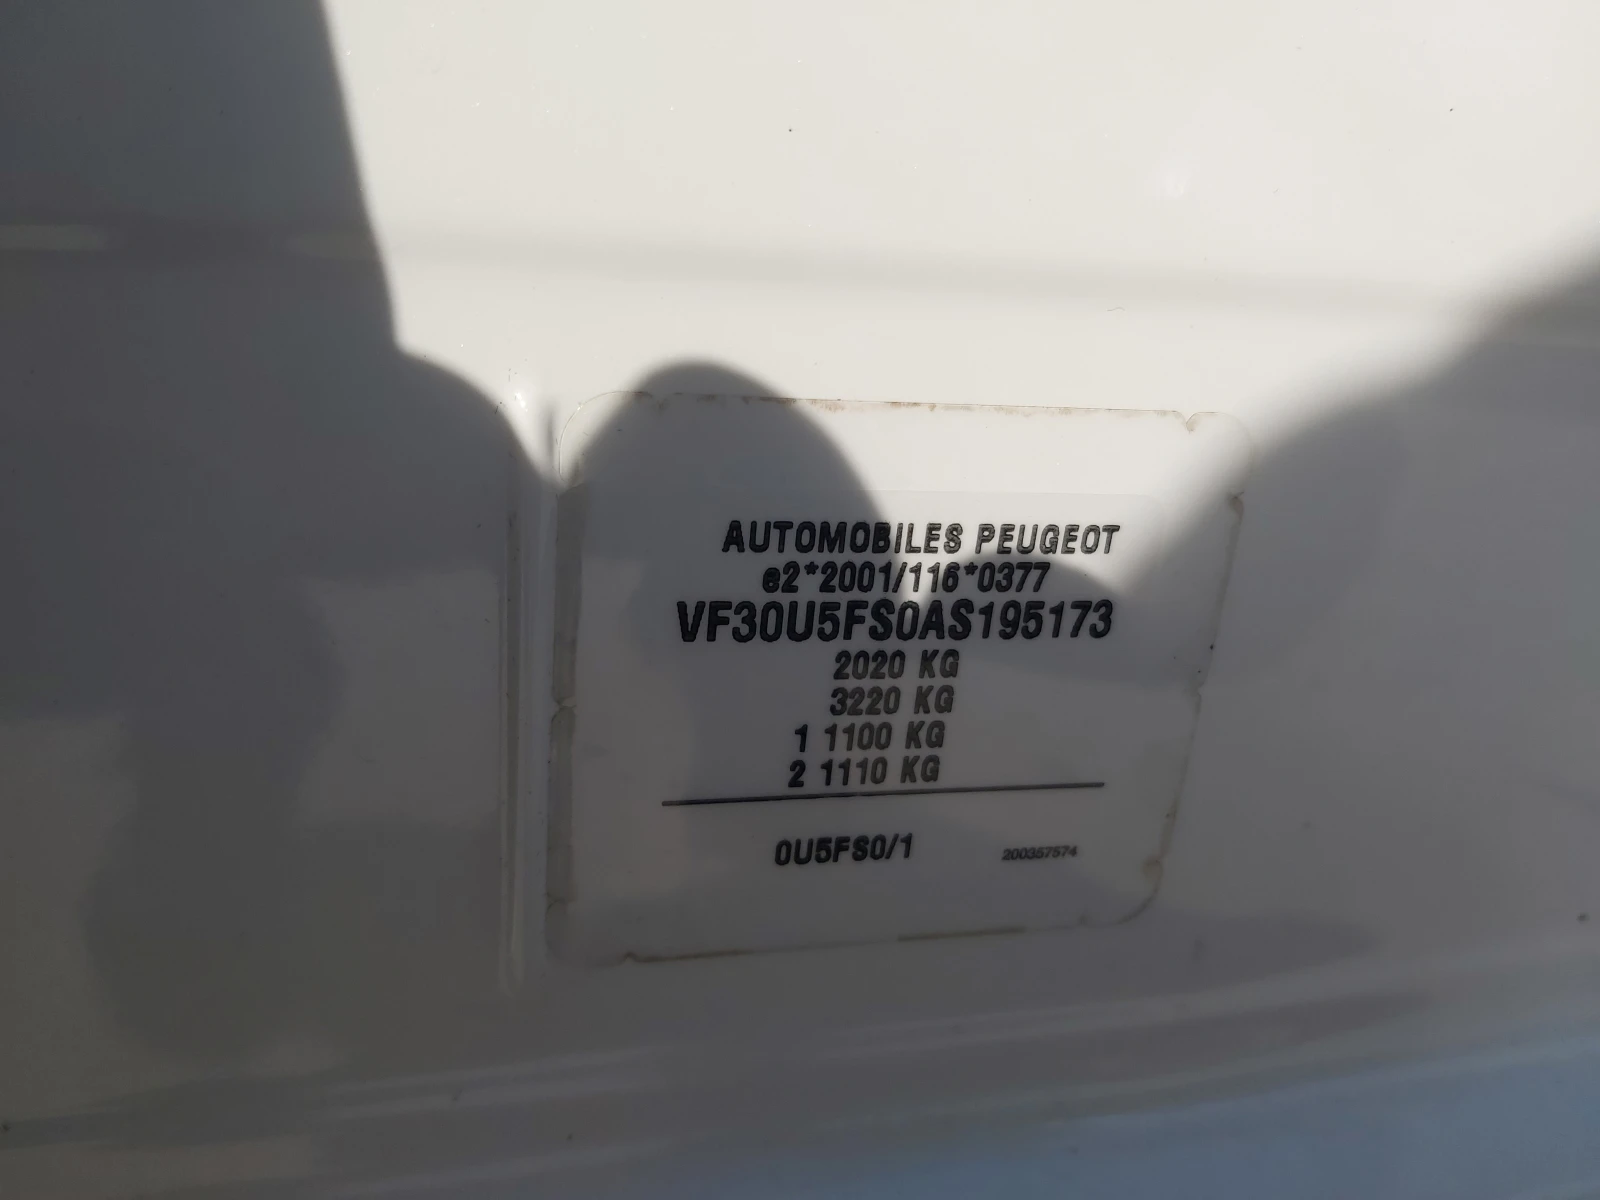 AUTOMOBILES PEUGEOT
e2*2001/116*0377
VF30U5FS0AS195173
2020 KG
3220 KG
1 1100 KG
2 1110 KG
0U5FS0/1
200357574